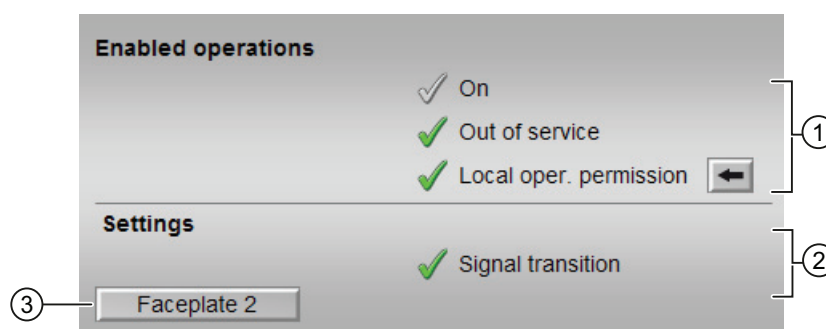 Enabled operations
On
1
Out of service
Local oper. permission
Settings
Signal transition
2
3
Faceplate 2